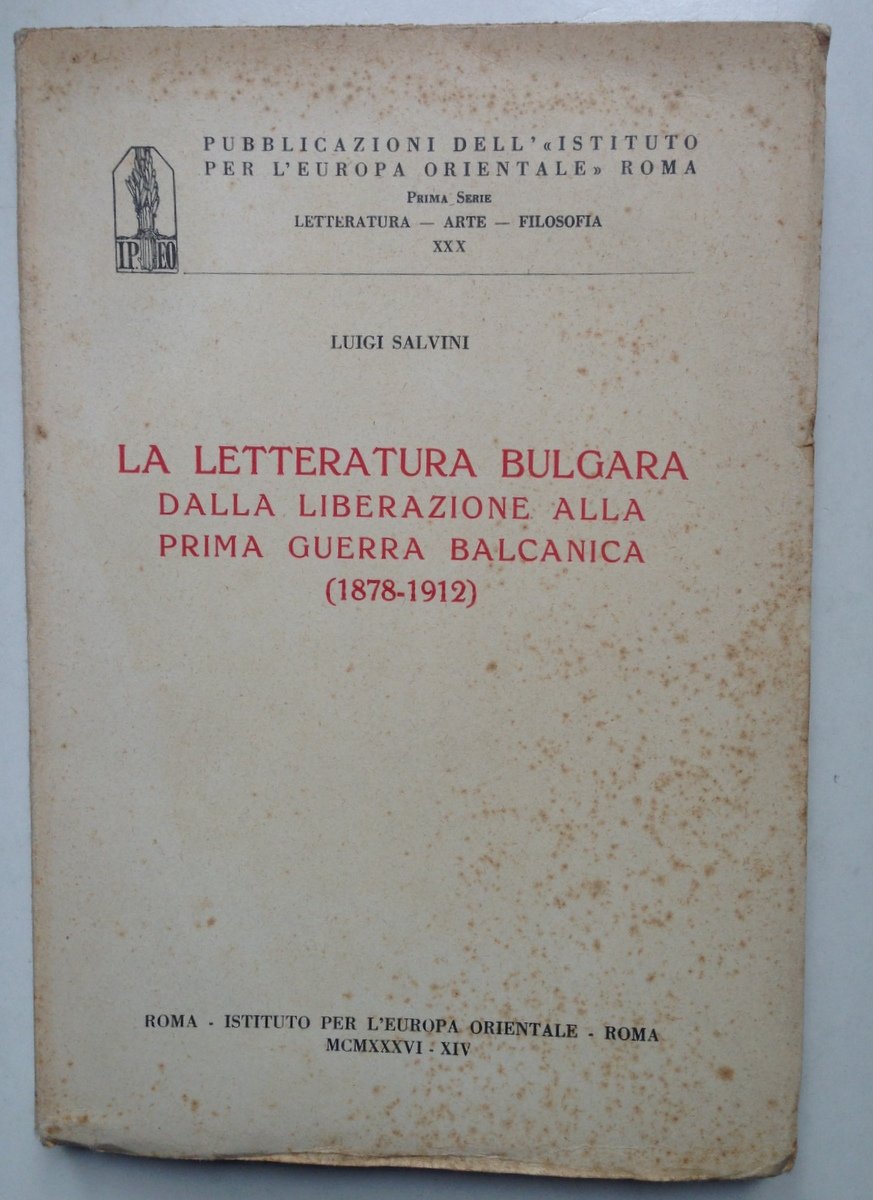 PUBBLICAZIONI DELL'«ISTITUTO
PER L'EUROPA ORIENTALE» ROMA
PRIMA SERIE
LETTERATURA — ARTE — FILOSOFIA
XXX
IP EO
LUIGI SALVINI
LA LETTERATURA BULGARA
DALLA LIBERAZIONE ALLA
PRIMA GUERRA BALCANICA
(1878-1912)
ROMA - ISTITUTO PER L'EUROPA ORIENTALE - ROMA
MCMXXXVI - XIV